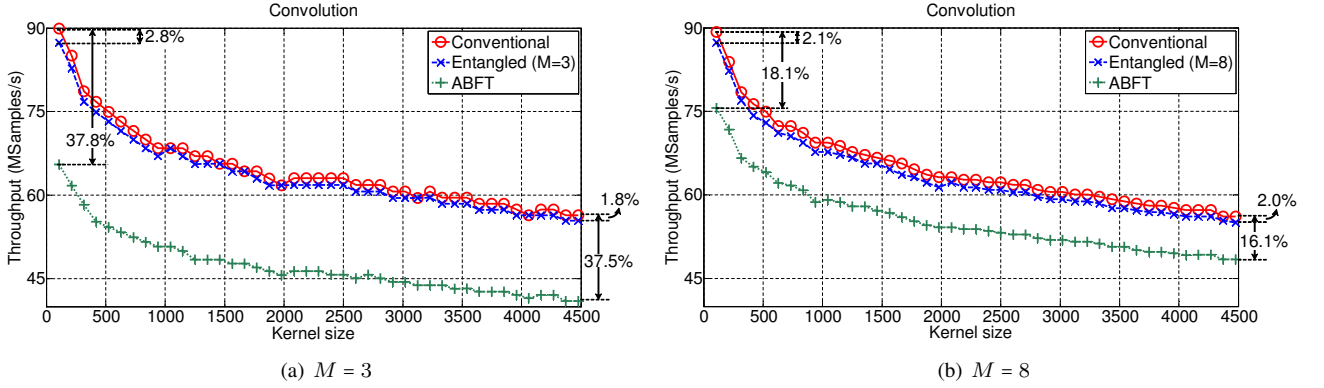 Convolution
90
75
60
45
Throughput (MSamples/s)
0 500 1000 1500 2000 2500 3000 3500 4000 4500
Kernel size
Conventional
Entangled (M=3)
ABFT
2.8%
37.8%
1.8%
37.5%
(a) M = 3
Convolution
90
75
60
45
Throughput (MSamples/s)
0 500 1000 1500 2000 2500 3000 3500 4000 4500
Kernel size
Conventional
Entangled (M=8)
ABFT
2.1%
18.1%
2.0%
16.1%
(b) M = 8